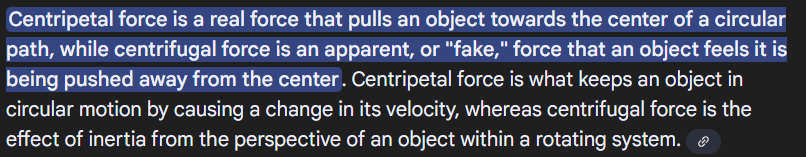 Centripetal force is a real force that pulls an object towards the center of a circular
path, while centrifugal force is an apparent, or "fake," force that an object feels it is
being pushed away from the center. Centripetal force is what keeps an object in
circular motion by causing a change in its velocity, whereas centrifugal force is the
effect of inertia from the perspective of an object within a rotating system.